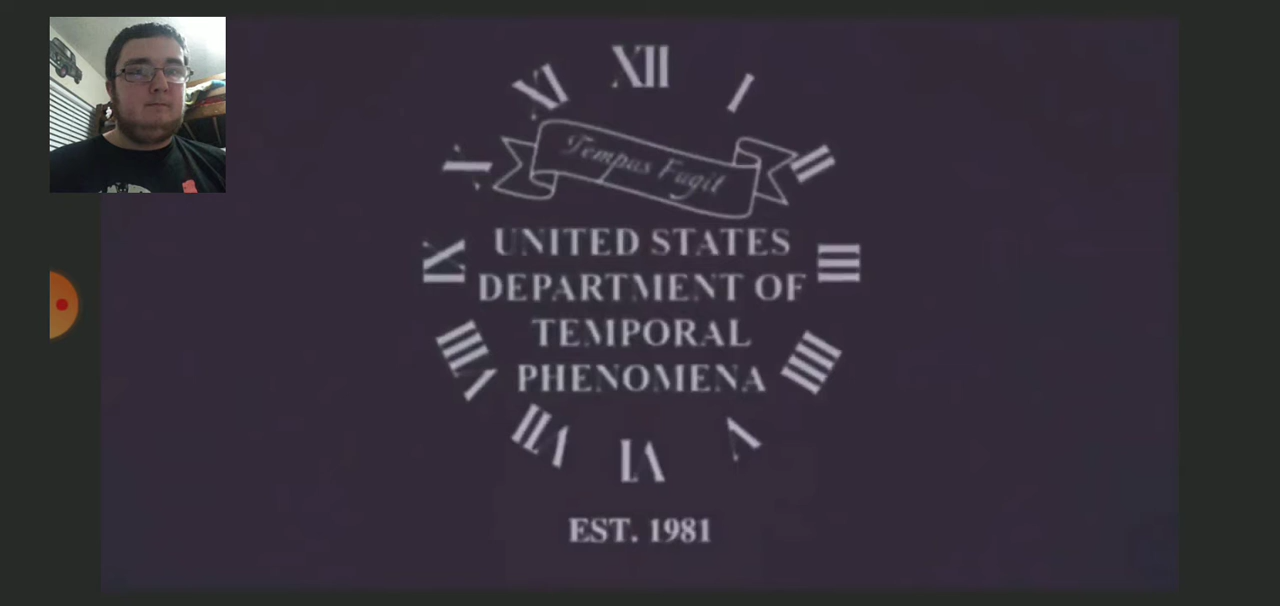 XII
XI
I
X
II
Tempus Fugit
UNITED STATES
IX
III
DEPARTMENT OF
TEMPORAL
VIII
IIII
PHENOMENA
VII
V
VI
EST. 1981